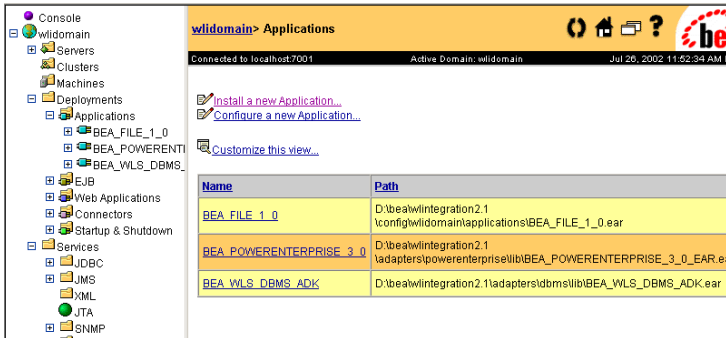 Console
wlidomain
Servers
Clusters
Machines
Deployments
Applications
BEA_FILE_1_0
BEA_POWERENTI
BEA_WLS_DBMS_
EJB
Web Applications
Connectors
Startup & Shutdown
Services
JDBC
JMS
XML
JTA
SNMP
wlidomain> Applications
?
be
Connected to localhost:7001 Active Domain: wlidomain Jul 26, 2002 11:52:34 AM
Install a new Application...
Configure a new Application...
Customize this view...
Name Path
BEA_FILE_1_0 D:\bea\wlintegration2.1
\config\wlidomain\applications\BEA_FILE_1_0.ear
BEA_POWERENTERPRISE_3_0 D:\bea\wlintegration2.1
\adapters\powerenterprise\lib\BEA_POWERENTERPRISE_3_0_EAR.ea
BEA_WLS_DBMS_ADK D:\bea\wlintegration2.1\adapters\dbms\lib\BEA_WLS_DBMS_ADK.ear